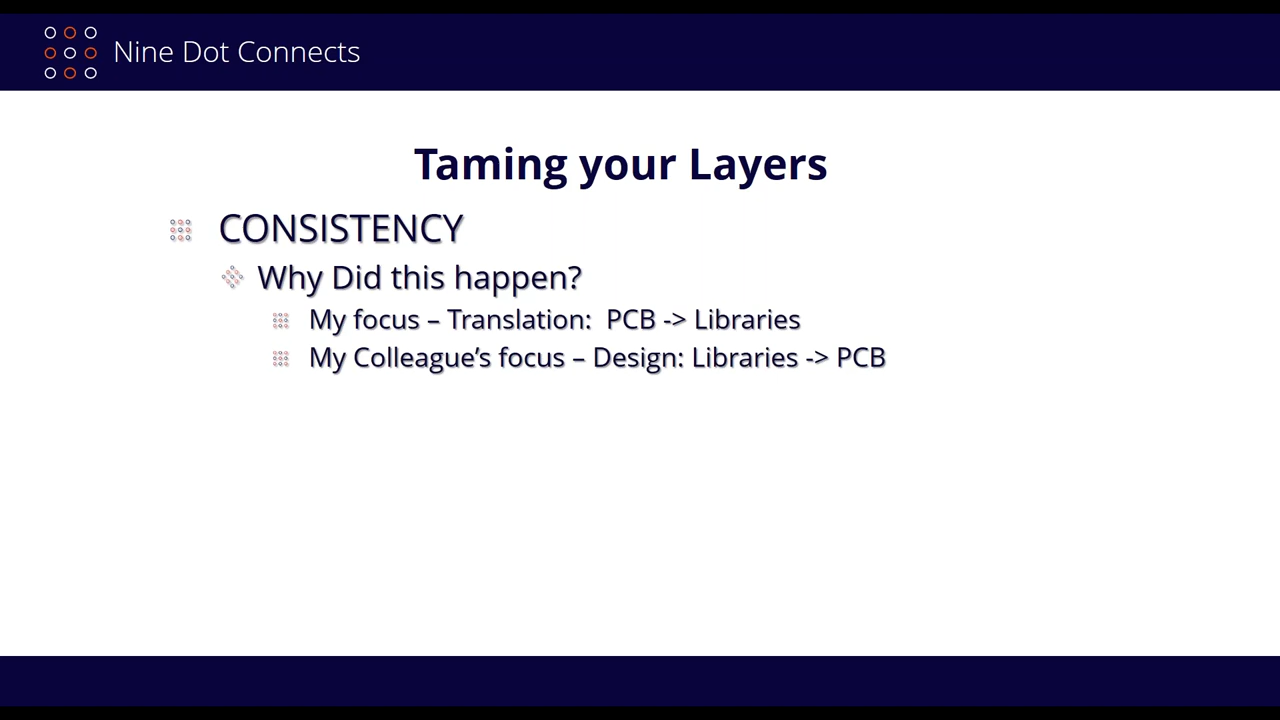 Nine Dot Connects
Taming your Layers
CONSISTENCY
Why Did this happen?
My focus – Translation:  PCB -> Libraries
My Colleague’s focus – Design: Libraries -> PCB